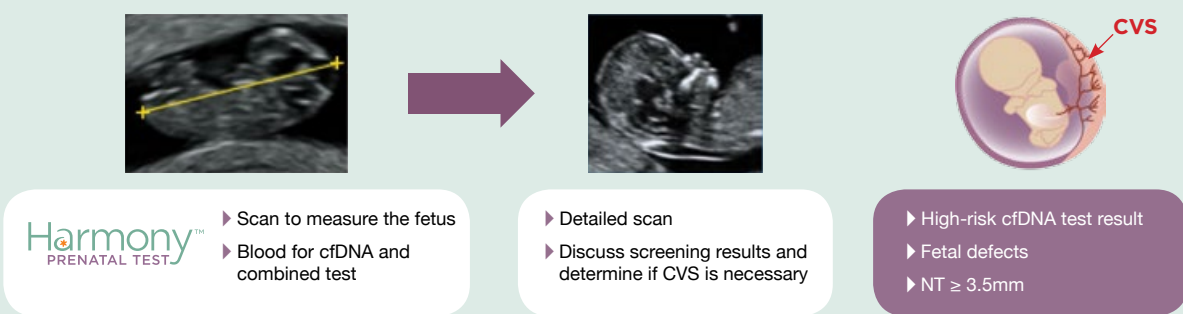 CVS
Harmony™
PRENATAL TEST
Scan to measure the fetus
Blood for cfDNA and
combined test
Detailed scan
Discuss screening results and
determine if CVS is necessary
High-risk cfDNA test result
Fetal defects
NT ≥ 3.5mm